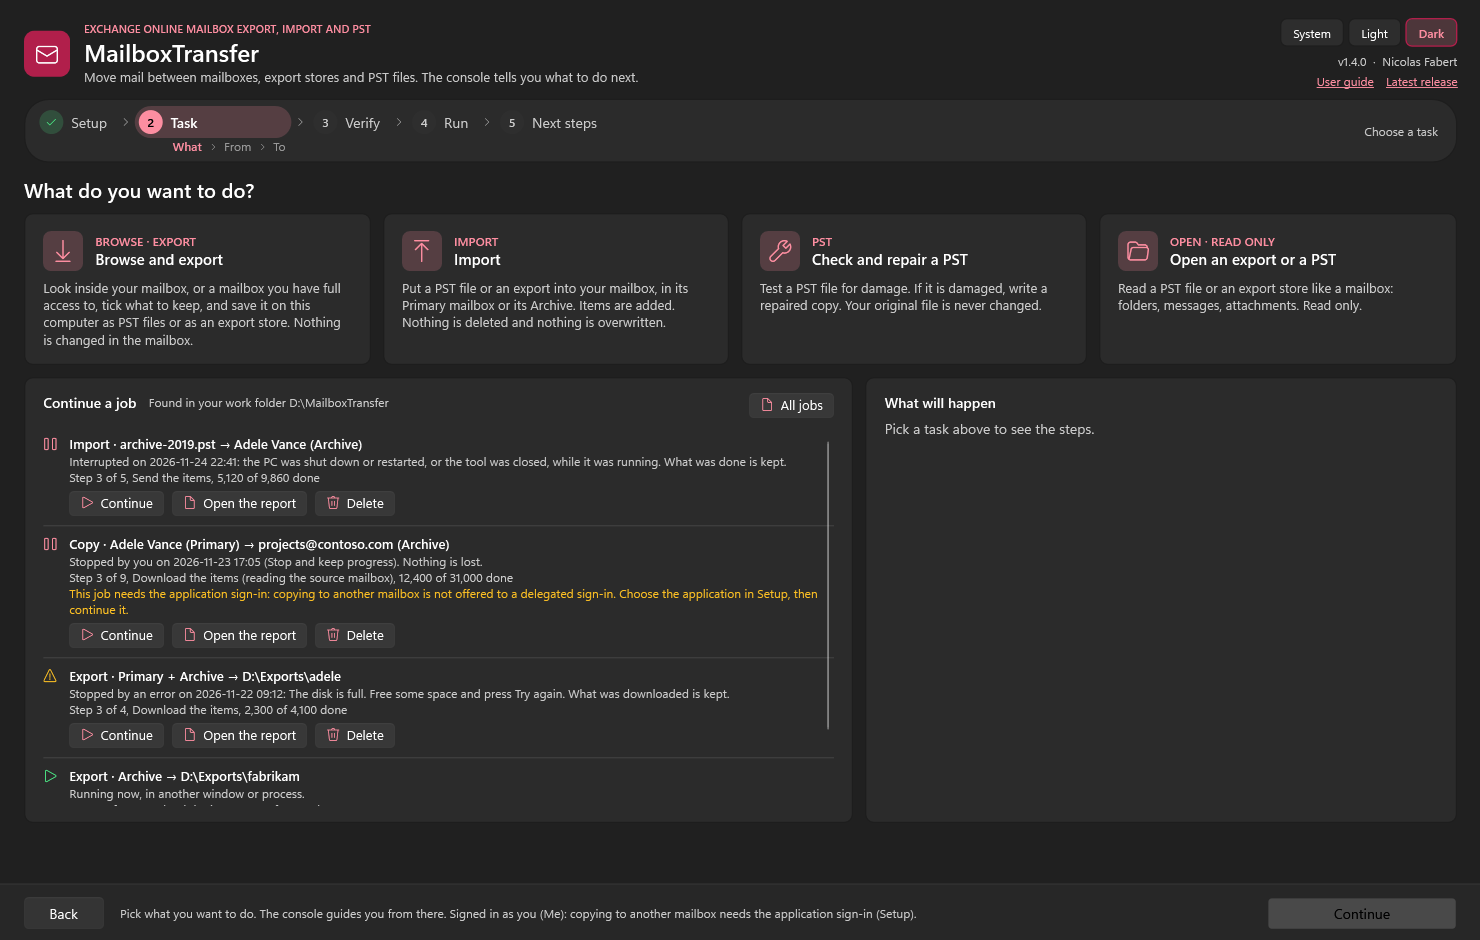 EXCHANGE ONLINE MAILBOX EXPORT, IMPORT AND PST
MailboxTransfer
Move mail between mailboxes, export stores and PST files. The console tells you what to do next.
System
Light
Dark
v1.4.0 · Nicolas Fabert
User guide
Latest release
Setup
2 Task
3 Verify
4 Run
5 Next steps
What
From
To
Choose a task
What do you want to do?
BROWSE · EXPORT
Browse and export
Look inside your mailbox, or a mailbox you have full
access to, tick what to keep, and save it on this
computer as PST files or as an export store. Nothing
is changed in the mailbox.
IMPORT
Import
Put a PST file or an export into your mailbox, in its
Primary mailbox or its Archive. Items are added.
Nothing is deleted and nothing is overwritten.
PST
Check and repair a PST
Test a PST file for damage. If it is damaged, write a
repaired copy. Your original file is never changed.
OPEN · READ ONLY
Open an export or a PST
Read a PST file or an export store like a mailbox:
folders, messages, attachments. Read only.
Continue a job
Found in your work folder D:\MailboxTransfer
All jobs
Import · archive-2019.pst → Adele Vance (Archive)
Interrupted on 2026-11-24 22:41: the PC was shut down or restarted, or the tool was closed, while it was running. What was done is kept.
Step 3 of 5, Send the items, 5,120 of 9,860 done
Continue
Open the report
Delete
Copy · Adele Vance (Primary) → projects@contoso.com (Archive)
Stopped by you on 2026-11-23 17:05 (Stop and keep progress). Nothing is lost.
Step 3 of 9, Download the items (reading the source mailbox), 12,400 of 31,000 done
This job needs the application sign-in: copying to another mailbox is not offered to a delegated sign-in. Choose the application in Setup, then
continue it.
Continue
Open the report
Delete
Export · Primary + Archive → D:\Exports\adele
Stopped by an error on 2026-11-22 09:12: The disk is full. Free some space and press Try again. What was downloaded is kept.
Step 3 of 4, Download the items, 2,300 of 4,100 done
Continue
Open the report
Delete
Export · Archive → D:\Exports\fabrikam
Running now, in another window or process.
What will happen
Pick a task above to see the steps.
Back
Pick what you want to do. The console guides you from there. Signed in as you (Me): copying to another mailbox needs the application sign-in (Setup).
Continue